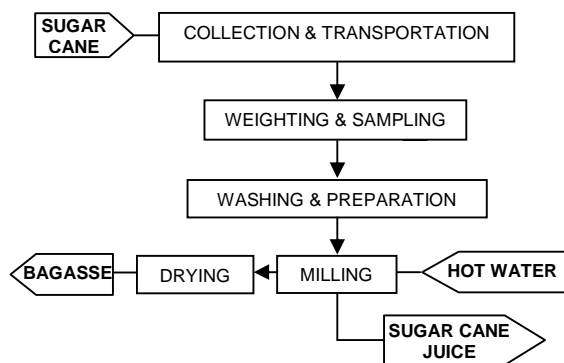 SUGAR
CANE
COLLECTION & TRANSPORTATION
WEIGHTING & SAMPLING
WASHING & PREPARATION
BAGASSE
DRYING
MILLING
HOT WATER
SUGAR CANE
JUICE